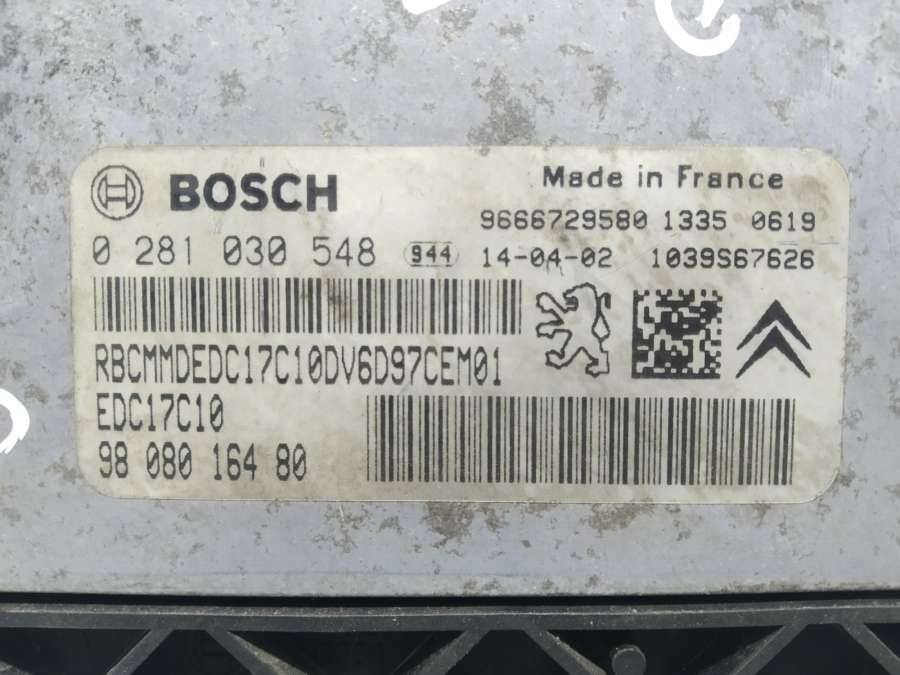 BOSCH
Made in France
9666729580 1335 0619
0 281 030 548 944 14-04-02 1039S67626
RBCMMDEDC17C10DV6D97CEM01
EDC17C10
98 080 164 80